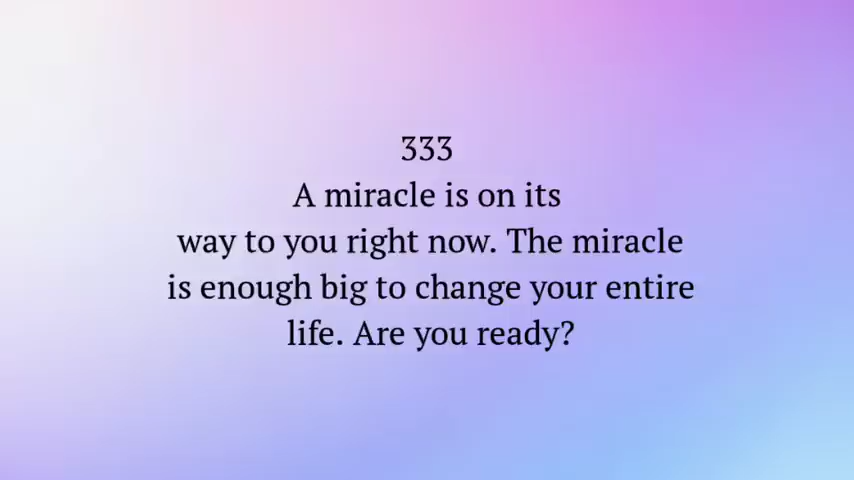 333
A miracle is on its
way to you right now. The miracle
is enough big to change your entire
life. Are you ready?